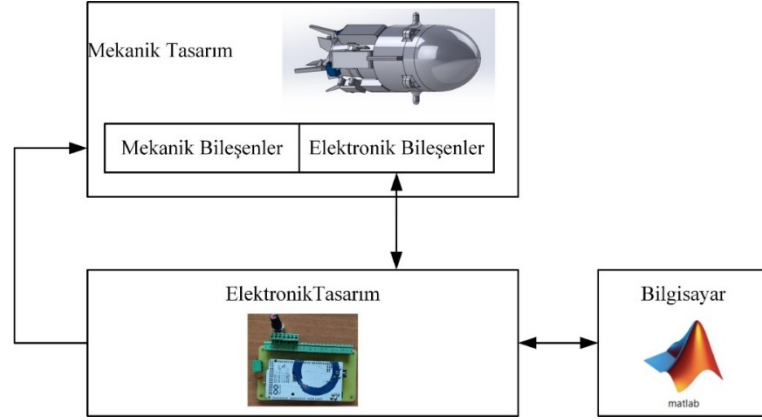 Mekanik Tasarım
Mekanik Bileşenler
Elektronik Bileşenler
ElektronikTasarım
Bilgisayar
matlab